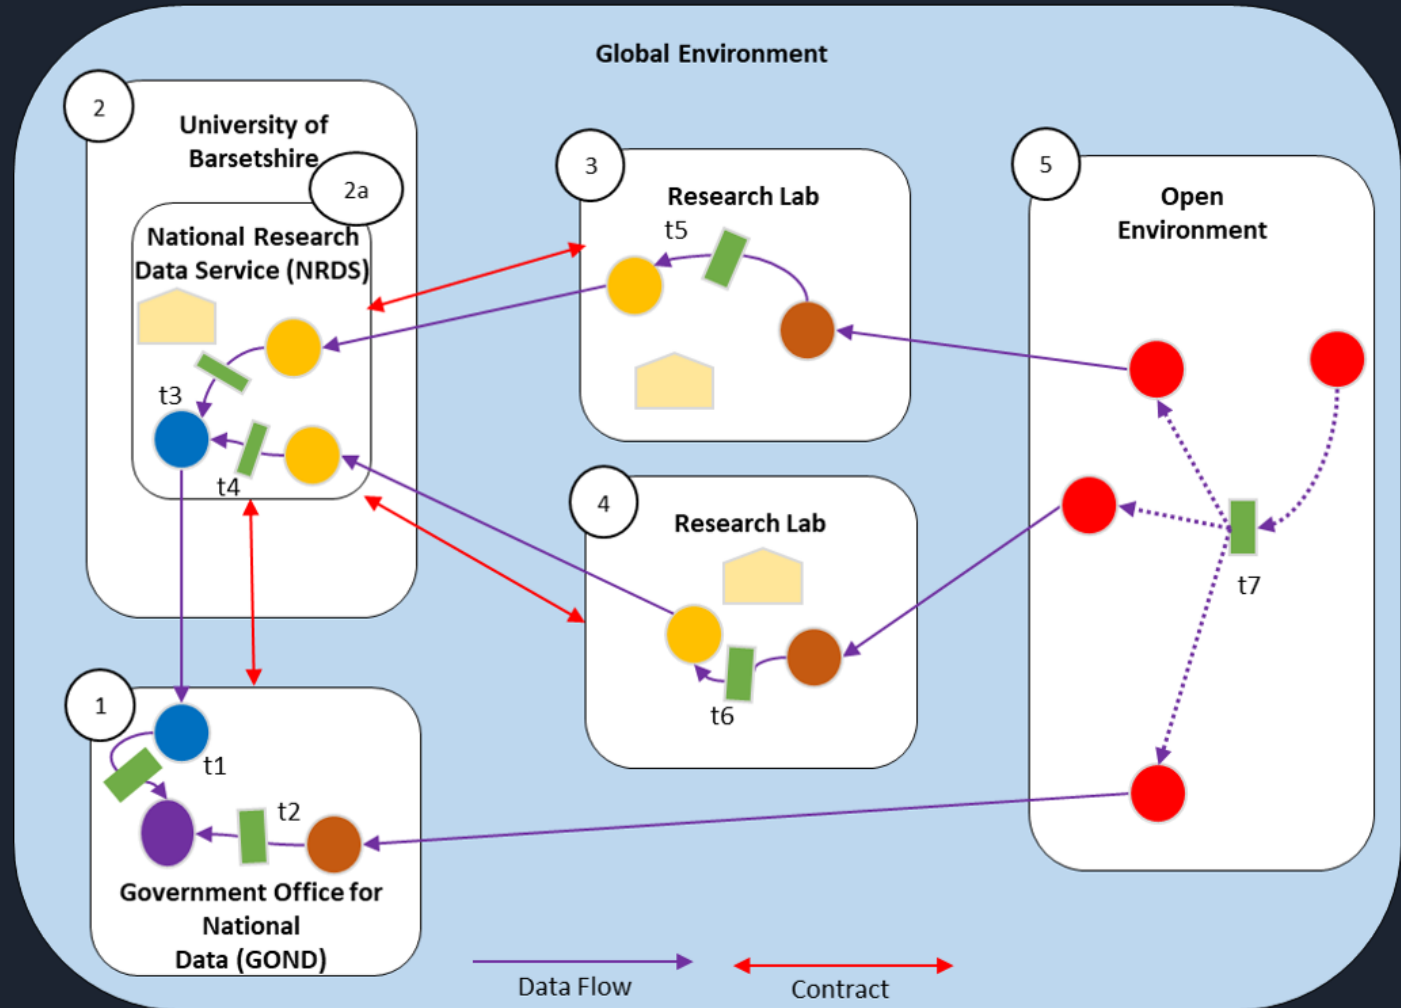 Global Environment
2
University of
Barsetshire
2a
National Research
Data Service (NRDS)
t3
t4
3
Research Lab
t5
4
Research Lab
t6
5
Open
Environment
t7
1
t1
t2
Government Office for
National
Data (GOND)
Data Flow
Contract